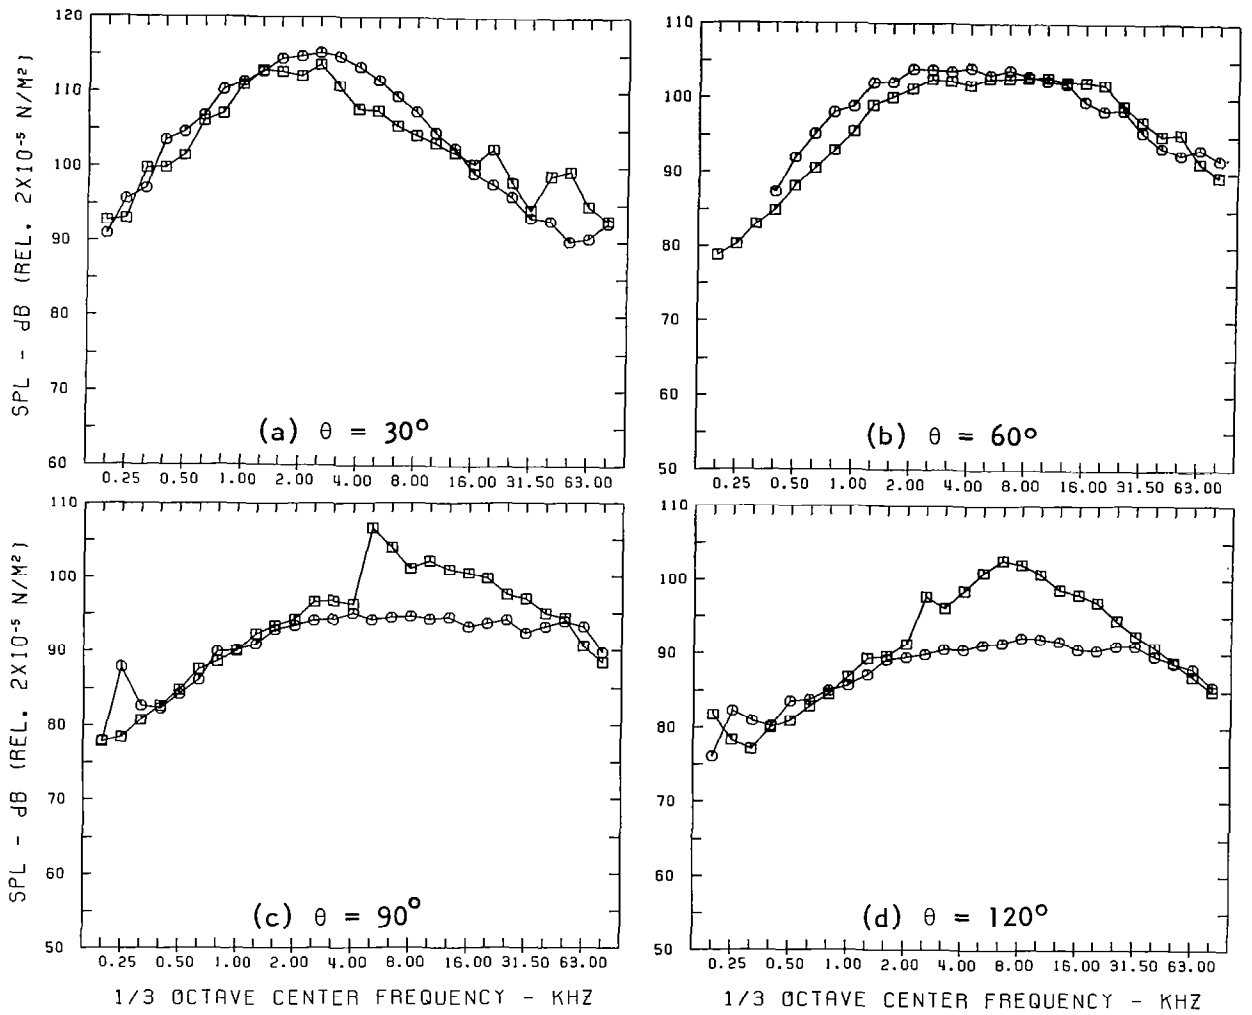 SPL - dB (REL. 2X10⁻⁵ N/M²)
120
110
100
90
80
70
60
(a) θ = 30°
0.25 0.50 1.00 2.00 4.00 8.00 16.00 31.50 63.00
110
100
90
80
70
60
50
(b) θ = 60°
0.25 0.50 1.00 2.00 4.00 8.00 16.00 31.50 63.00
SPL - dB (REL. 2X10⁻⁵ N/M²)
110
100
90
80
70
60
50
(c) θ = 90°
0.25 0.50 1.00 2.00 4.00 8.00 16.00 31.50 63.00
1/3 OCTAVE CENTER FREQUENCY - KHZ
110
100
90
80
70
60
50
(d) θ = 120°
0.25 0.50 1.00 2.00 4.00 8.00 16.00 31.50 63.00
1/3 OCTAVE CENTER FREQUENCY - KHZ